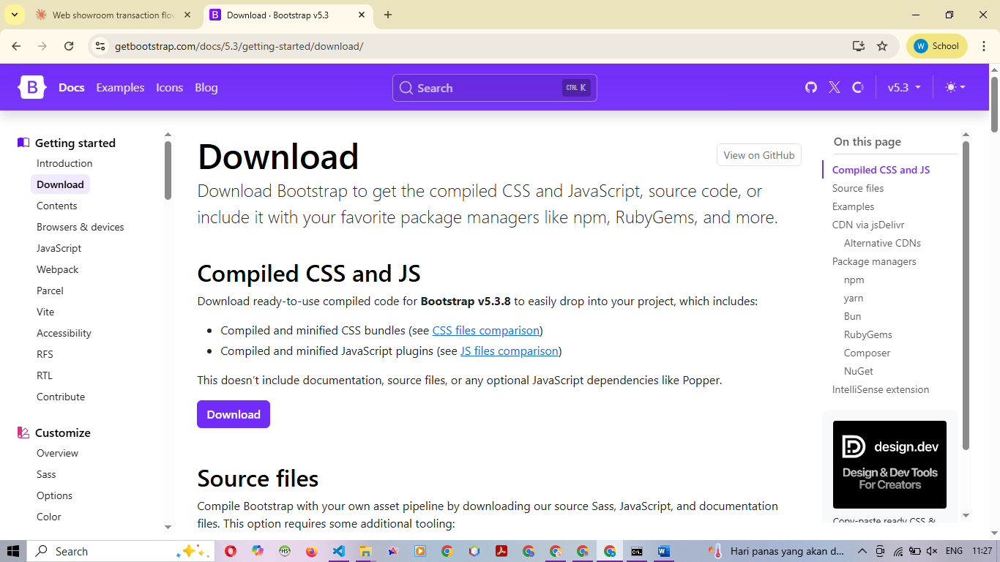 Web showroom transaction flo
Download · Bootstrap v5.3
getbootstrap.com/docs/5.3/getting-started/download/
W School
B Docs Examples Icons Blog
Search CTRL K
v5.3
Getting started
Introduction
Download
Contents
Browsers & devices
JavaScript
Webpack
Parcel
Vite
Accessibility
RFS
RTL
Contribute
Customize
Overview
Sass
Options
Color
Download
View on GitHub
Download Bootstrap to get the compiled CSS and JavaScript, source code, or
include it with your favorite package managers like npm, RubyGems, and more.
Compiled CSS and JS
Download ready-to-use compiled code for Bootstrap v5.3.8 to easily drop into your project, which includes:
Compiled and minified CSS bundles (see CSS files comparison)
Compiled and minified JavaScript plugins (see JS files comparison)
This doesn’t include documentation, source files, or any optional JavaScript dependencies like Popper.
Download
Source files
Compile Bootstrap with your own asset pipeline by downloading our source Sass, JavaScript, and documentation
files. This option requires some additional tooling:
On this page
Compiled CSS and JS
Source files
Examples
CDN via jsDelivr
Alternative CDNs
Package managers
npm
yarn
Bun
RubyGems
Composer
NuGet
IntelliSense extension
design.dev
Design & Dev Tools
For Creators
Copy-paste ready CSS &
Search
Hari panas yang akan d...
ENG
11:27